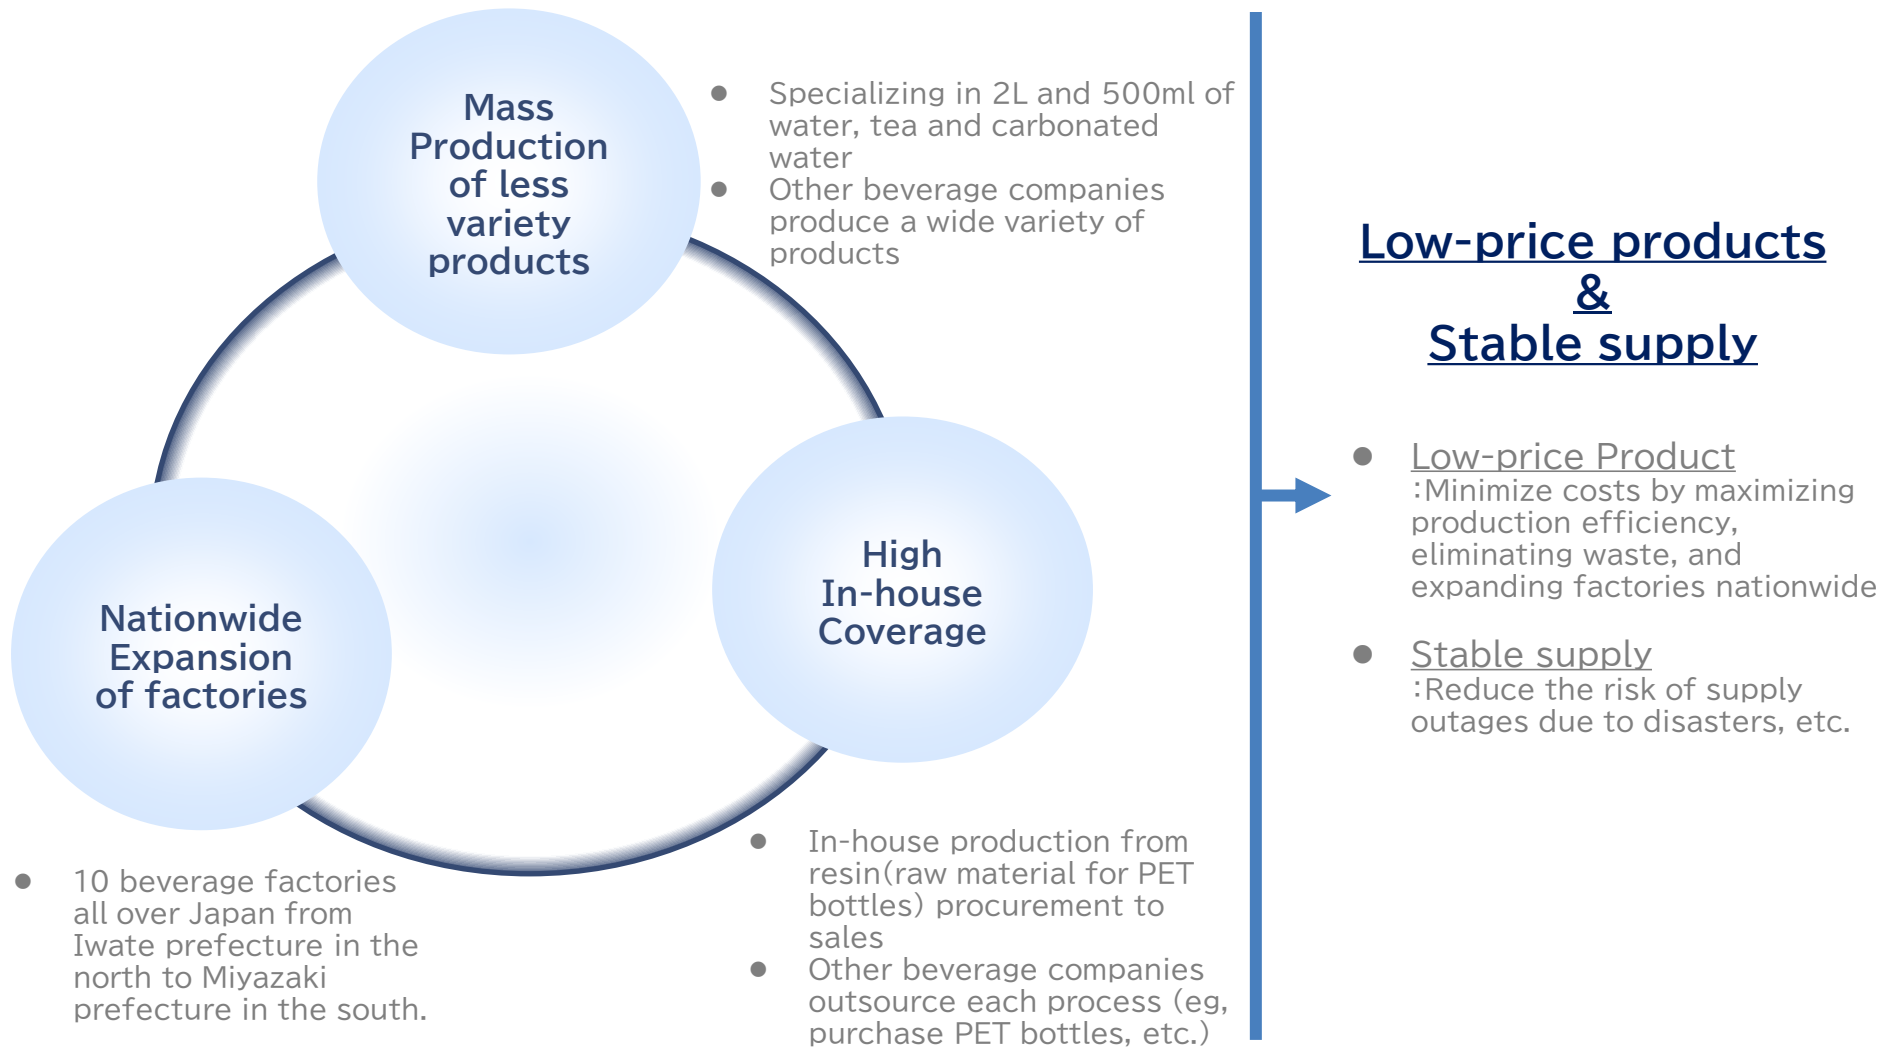 Mass
Production
of less
variety
products
● Specializing in 2L and 500ml of
water, tea and carbonated
water
● Other beverage companies
produce a wide variety of
products
High
In-house
Coverage
● In-house production from
resin(raw material for PET
bottles) procurement to
sales
● Other beverage companies
outsource each process (eg,
purchase PET bottles, etc.)
Nationwide
Expansion
of factories
● 10 beverage factories
all over Japan from
Iwate prefecture in the
north to Miyazaki
prefecture in the south.
Low-price products
&
Stable supply
● Low-price Product
:Minimize costs by maximizing
production efficiency,
eliminating waste, and
expanding factories nationwide
● Stable supply
:Reduce the risk of supply
outages due to disasters, etc.